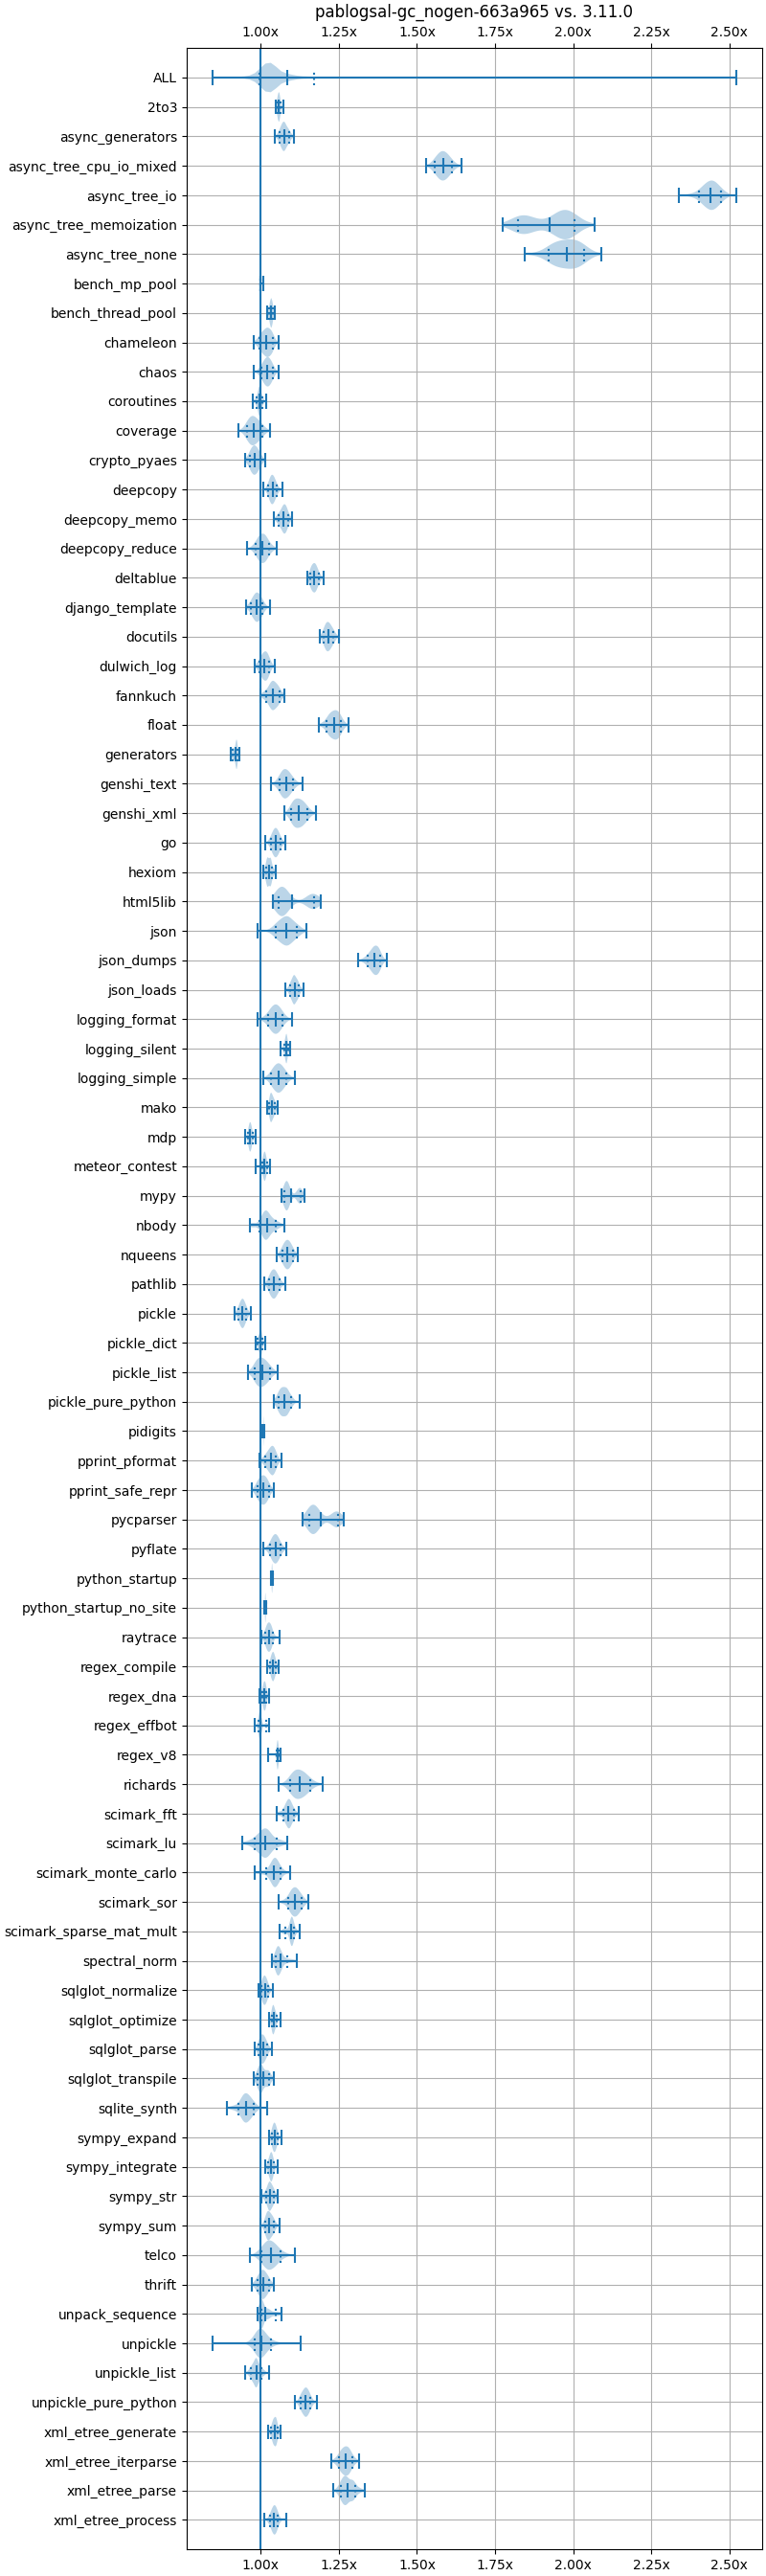 pablogsal-gc_nogen-663a965 vs. 3.11.0
1.00x 1.25x 1.50x 1.75x 2.00x 2.25x 2.50x
ALL
2to3
async_generators
async_tree_cpu_io_mixed
async_tree_io
async_tree_memoization
async_tree_none
bench_mp_pool
bench_thread_pool
chameleon
chaos
coroutines
coverage
crypto_pyaes
deepcopy
deepcopy_memo
deepcopy_reduce
deltablue
django_template
docutils
dulwich_log
fannkuch
float
generators
genshi_text
genshi_xml
go
hexiom
html5lib
json
json_dumps
json_loads
logging_format
logging_silent
logging_simple
mako
mdp
meteor_contest
mypy
nbody
nqueens
pathlib
pickle
pickle_dict
pickle_list
pickle_pure_python
pidigits
pprint_pformat
pprint_safe_repr
pycparser
pyflate
python_startup
python_startup_no_site
raytrace
regex_compile
regex_dna
regex_effbot
regex_v8
richards
scimark_fft
scimark_lu
scimark_monte_carlo
scimark_sor
scimark_sparse_mat_mult
spectral_norm
sqlglot_normalize
sqlglot_optimize
sqlglot_parse
sqlglot_transpile
sqlite_synth
sympy_expand
sympy_integrate
sympy_str
sympy_sum
telco
thrift
unpack_sequence
unpickle
unpickle_list
unpickle_pure_python
xml_etree_generate
xml_etree_iterparse
xml_etree_parse
xml_etree_process
1.00x 1.25x 1.50x 1.75x 2.00x 2.25x 2.50x